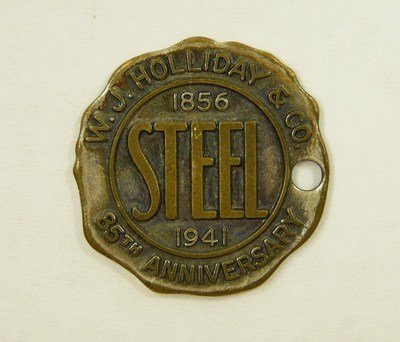 W. J. HOLLIDAY & CO.
1856
STEEL
1941
85TH ANNIVERSARY